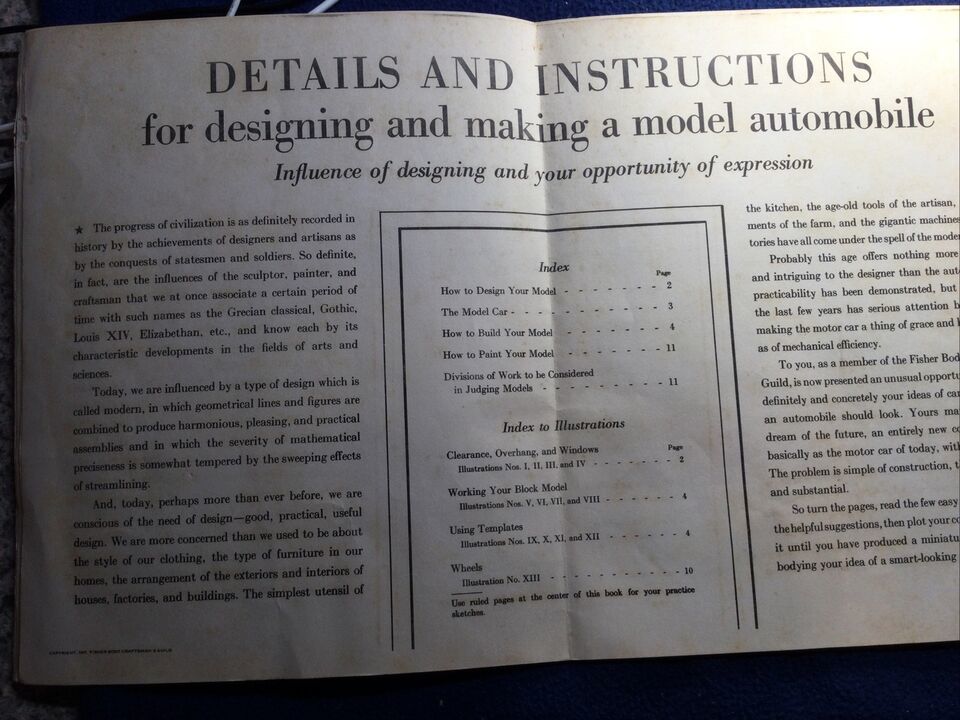 DETAILS AND INSTRUCTIONS
for designing and making a model automobile
Influence of designing and your opportunity of expression
★ The progress of civilization is as definitely recorded in
history by the achievements of designers and artisans as
by the conquests of statesmen and soldiers. So definite,
in fact, are the influences of the sculptor, painter, and
craftsman that we at once associate a certain period of
time with such names as the Grecian classical, Gothic,
Louis XIV, Elizabethan, etc., and know each by its
characteristic developments in the fields of arts and
sciences.
Today, we are influenced by a type of design which is
called modern, in which geometrical lines and figures are
combined to produce harmonious, pleasing, and practical
assemblies and in which the severity of mathematical
preciseness is somewhat tempered by the sweeping effects
of streamlining.
And, today, perhaps more than ever before, we are
conscious of the need of design—good, practical, useful
design. We are more concerned than we used to be about
the style of our clothing, the type of furniture in our
homes, the arrangement of the exteriors and interiors of
houses, factories, and buildings. The simplest utensil of
COPYRIGHT, FISHER BODY CRAFTSMAN'S GUILD
Index
Page
How to Design Your Model - - - - - - - 2
The Model Car - - - - - - - - - 3
How to Build Your Model - - - - - - - 4
How to Paint Your Model - - - - - - - 11
Divisions of Work to be Considered
in Judging Models - - - - - - - - 11
Index to Illustrations
Clearance, Overhang, and Windows Page
Illustrations Nos. I, II, III, and IV - - - - - - - 2
Working Your Block Model
Illustrations Nos. V, VI, VII, and VIII - - - - - - 4
Using Templates
Illustrations Nos. IX, X, XI, and XII - - - - - - 4
Wheels
Illustration No. XIII - - - - - - - - - - 10
Use ruled pages at the center of this book for your practice
sketches.
the kitchen, the age-old tools of the artisan,
ments of the farm, and the gigantic machines
tories have all come under the spell of the mode
Probably this age offers nothing more
and intriguing to the designer than the aut
practicability has been demonstrated, but
the last few years has serious attention b
making the motor car a thing of grace and
as of mechanical efficiency.
To you, as a member of the Fisher Bod
Guild, is now presented an unusual opportu
definitely and concretely your ideas of
an automobile should look. Yours ma
dream of the future, an entirely new
basically as the motor car of today, wit
The problem is simple of construction,
and substantial.
So turn the pages, read the few easy
the helpful suggestions, then plot your
it until you have produced a miniatu
bodying your idea of a smart-looking